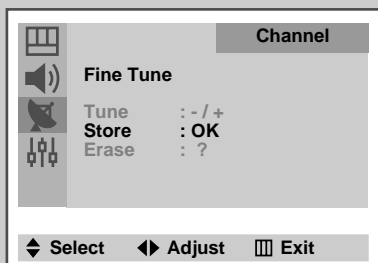 Channel
Fine Tune
Tune : - / +
Store : OK
Erase : ?
Select Adjust Exit